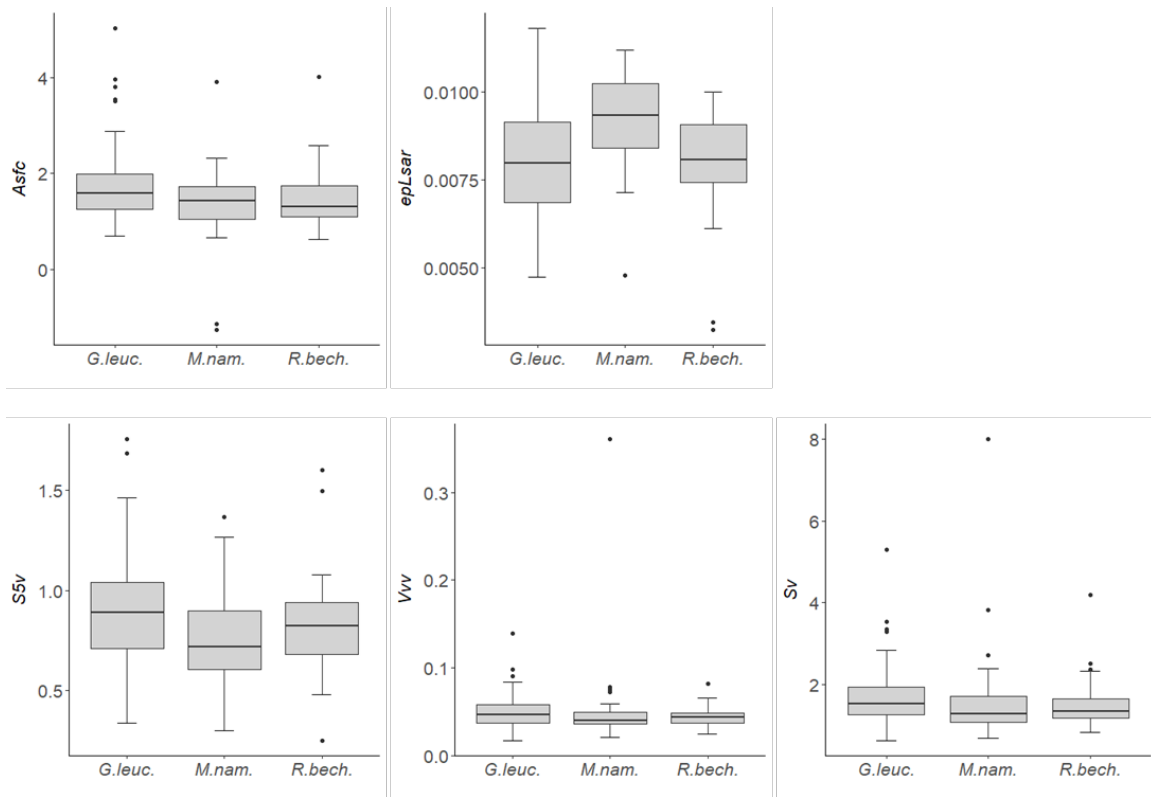 Asfc
4
2
0
G.leuc. M.nam. R.bech.
epLsar
0.0100
0.0075
0.0050
G.leuc. M.nam. R.bech.
S5v
1.5
1.0
0.5
G.leuc. M.nam. R.bech.
Vvv
0.3
0.2
0.1
0.0
G.leuc. M.nam. R.bech.
Sv
8
6
4
2
G.leuc. M.nam. R.bech.